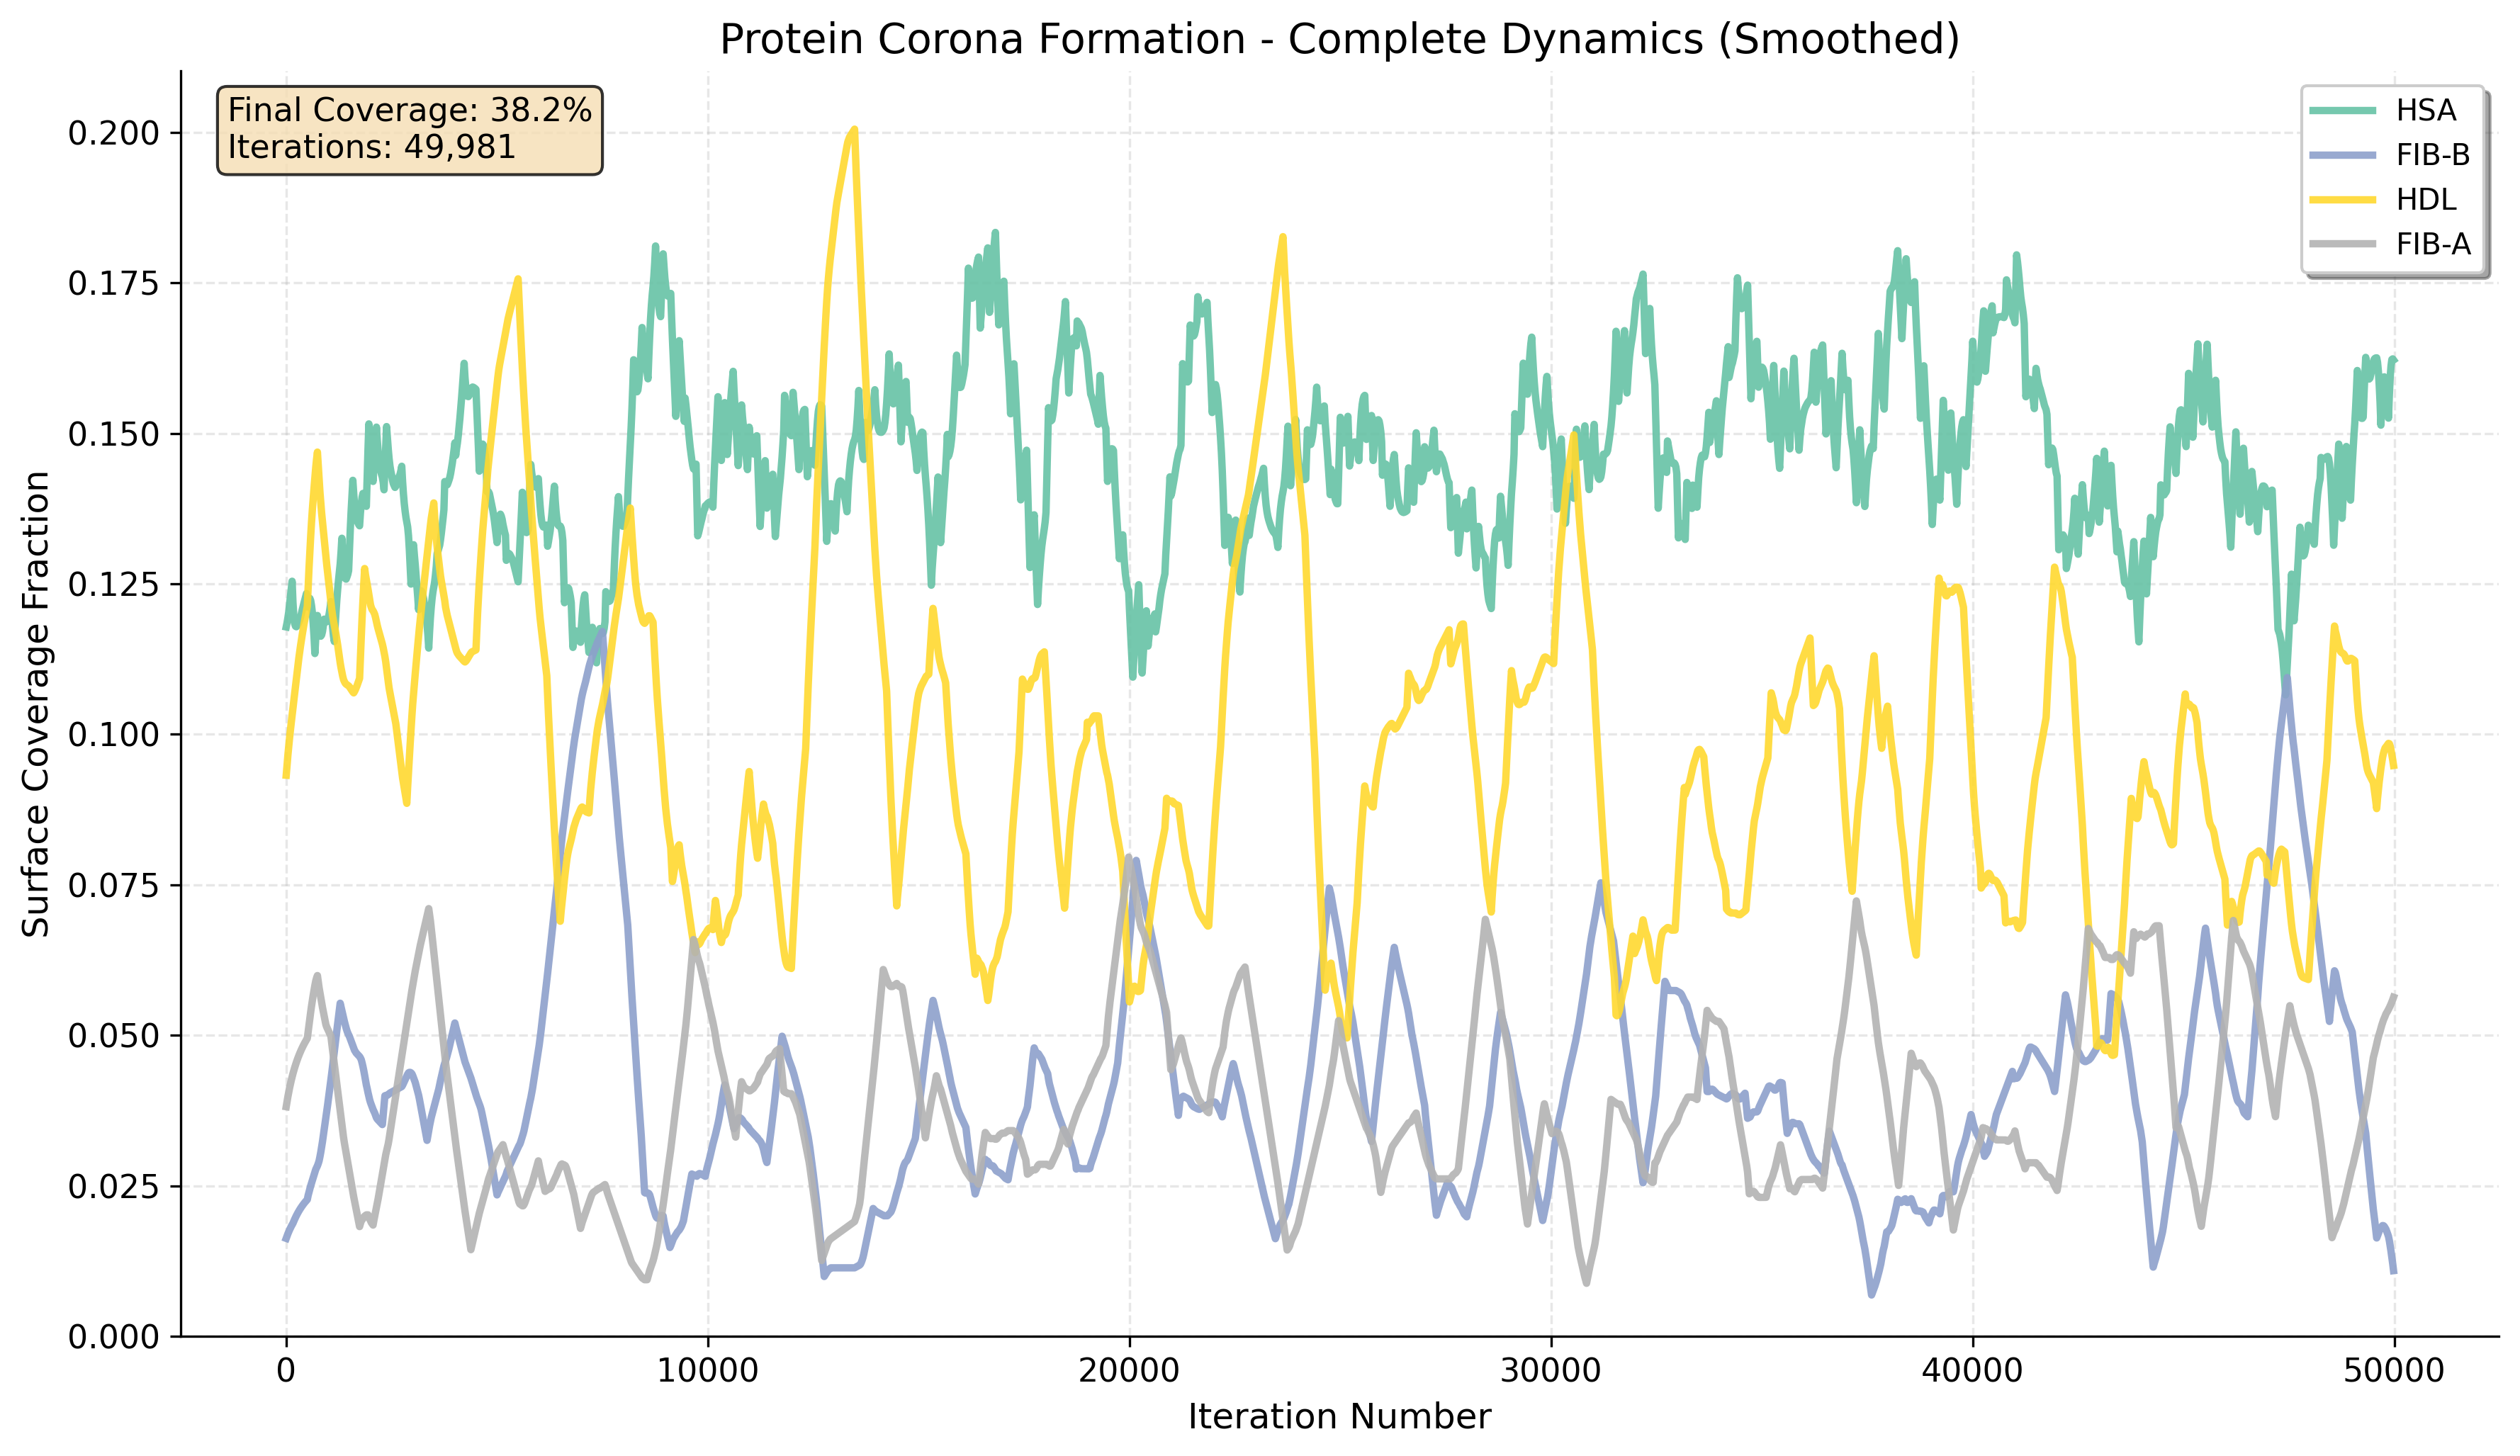 Protein Corona Formation - Complete Dynamics (Smoothed)
Final Coverage: 38.2%
Iterations: 49,981
HSA
FIB-B
HDL
FIB-A
Surface Coverage Fraction
0.200
0.175
0.150
0.125
0.100
0.075
0.050
0.025
0.000
0
10000
20000
30000
40000
50000
Iteration Number